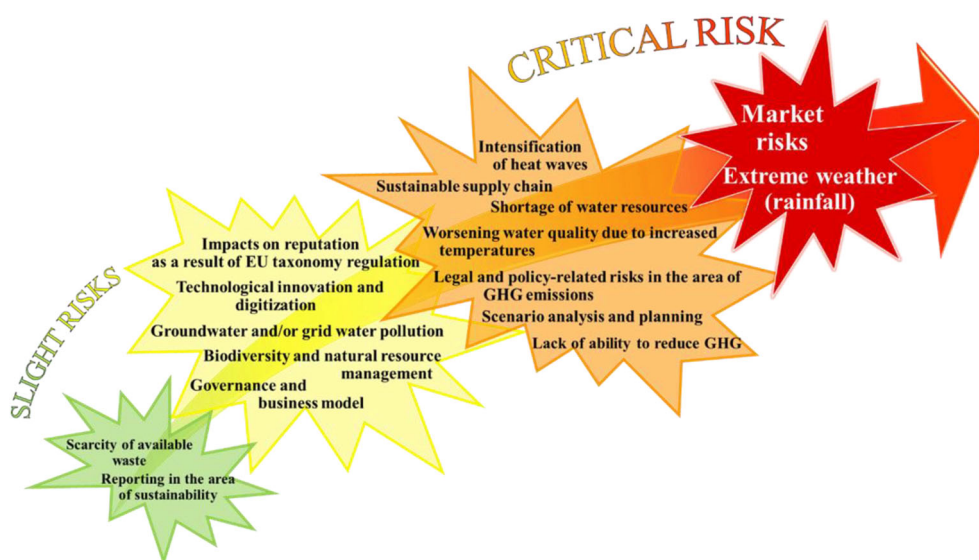 CRITICAL RISK
Market
risks
Extreme weather
(rainfall)
Intensification
of heat waves
Sustainable supply chain
Shortage of water resources
Worsening water quality due to increased
temperatures
Legal and policy-related risks in the area of
GHG emissions
Scenario analysis and planning
Lack of ability to reduce GHG
Impacts on reputation
as a result of EU taxonomy regulation
Technological innovation and
digitization
Groundwater and/or grid water pollution
Biodiversity and natural resource
management
Governance and
business model
SLIGHT RISKS
Scarcity of available
waste
Reporting in the area
of sustainability